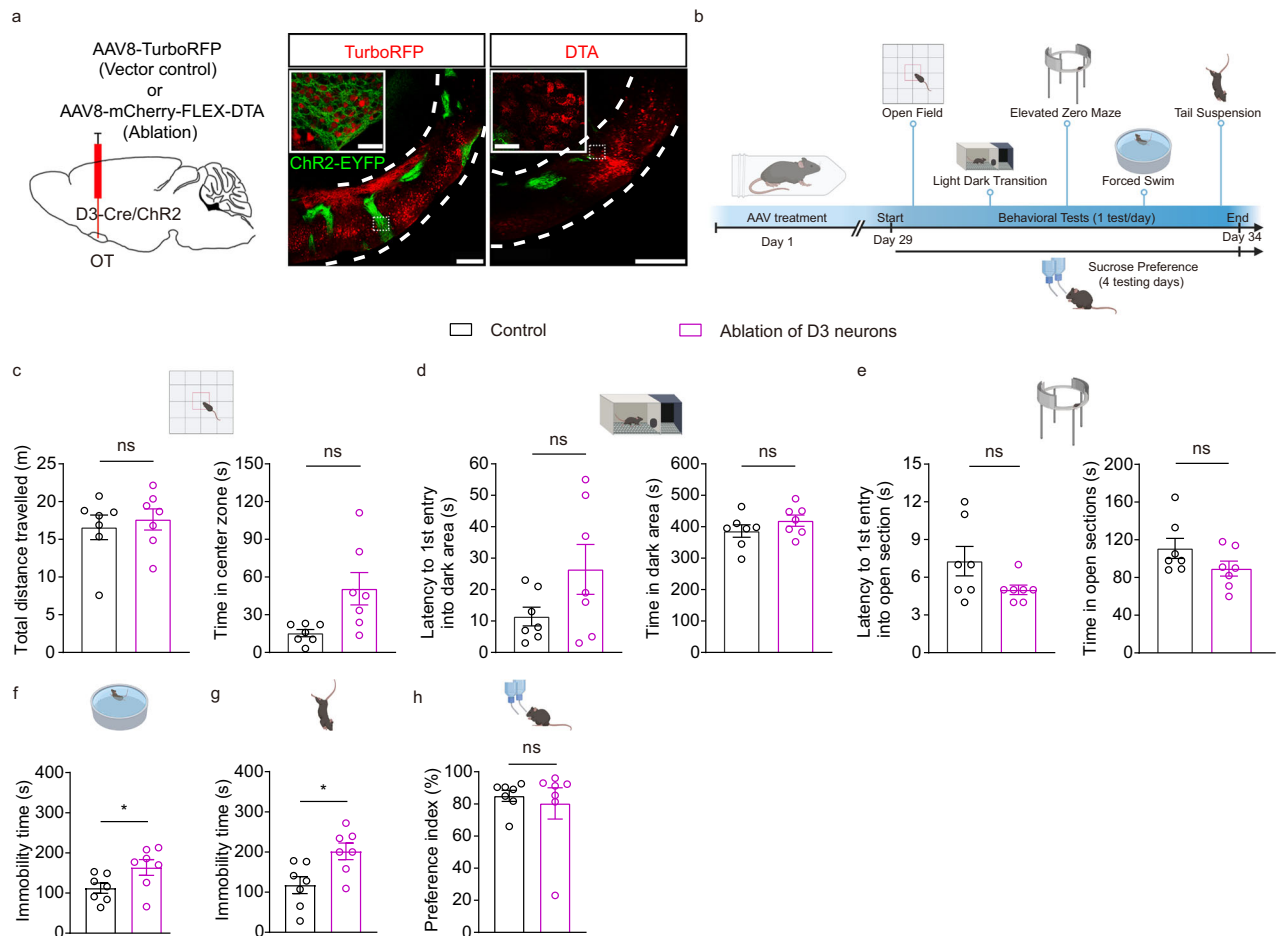 a
AAV8-TurboRFP
(Vector control)
or
AAV8-mCherry-FLEX-DTA
(Ablation)
D3-Cre/ChR2
OT
TurboRFP
DTA
ChR2-EYFP
b
Open Field
Elevated Zero Maze
Tail Suspension
Light Dark Transition
Forced Swim
AAV treatment
Start
Behavioral Tests (1 test/day)
End
Day 1
Day 29
Day 34
Sucrose Preference
(4 testing days)
Control
Ablation of D3 neurons
c
Total distance travelled (m)
25
20
15
10
5
0
ns
Time in center zone (s)
150
120
90
60
30
0
ns
d
Latency to 1st entry
into dark area (s)
60
50
40
30
20
10
0
ns
Time in dark area (s)
600
500
400
300
200
100
0
ns
e
Latency to 1st entry
into open section (s)
15
12
9
6
3
0
ns
Time in open sections (s)
200
160
120
80
40
0
ns
f
Immobility time (s)
400
300
200
100
0
*
g
Immobility time (s)
400
300
200
100
0
*
h
Preference index (%)
100
80
60
40
20
0
ns